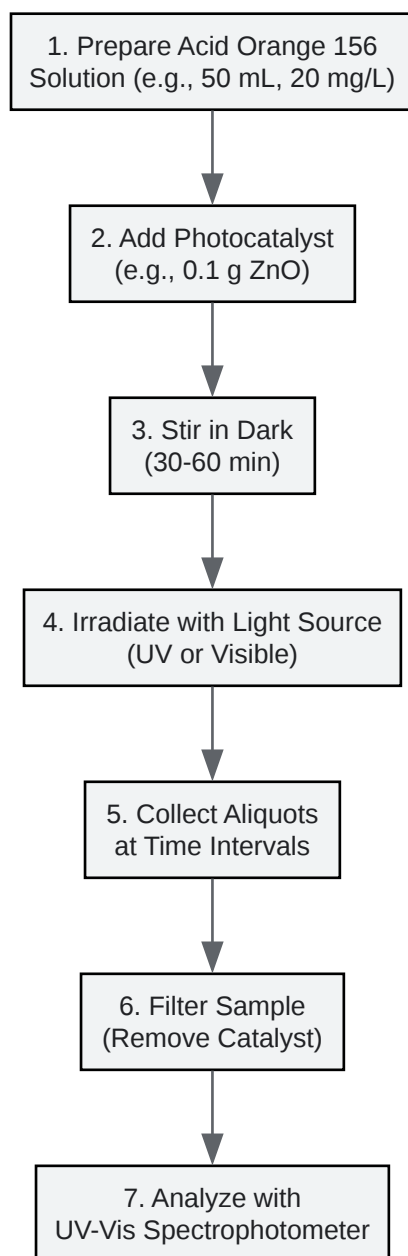 1. Prepare Acid Orange 156
Solution (e.g., 50 mL, 20 mg/L)
2. Add Photocatalyst
(e.g., 0.1 g ZnO)
3. Stir in Dark
(30-60 min)
4. Irradiate with Light Source
(UV or Visible)
5. Collect Aliquots
at Time Intervals
6. Filter Sample
(Remove Catalyst)
7. Analyze with
UV-Vis Spectrophotometer